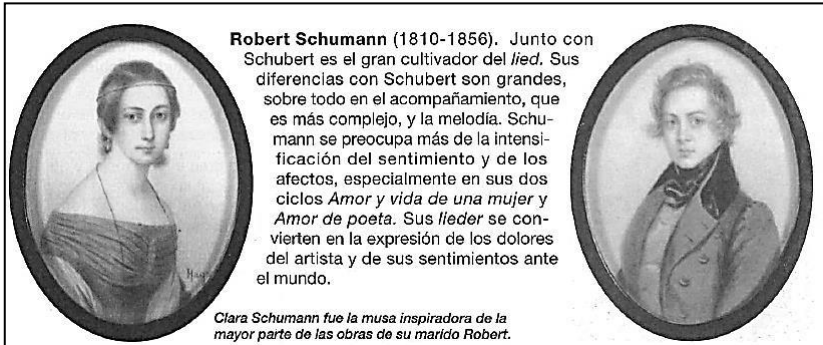 Robert Schumann (1810-1856). Junto con
Schubert es el gran cultivador del lied. Sus
diferencias con Schubert son grandes,
sobre todo en el acompañamiento, que
es más complejo, y la melodía. Schu-
mann se preocupa más de la intensi-
ficación del sentimiento y de los
afectos, especialmente en sus dos
ciclos Amor y vida de una mujer y
Amor de poeta. Sus lieder se con-
vierten en la expresión de los dolores
del artista y de sus sentimientos ante
el mundo.
Clara Schumann fue la musa inspiradora de la
mayor parte de las obras de su marido Robert.